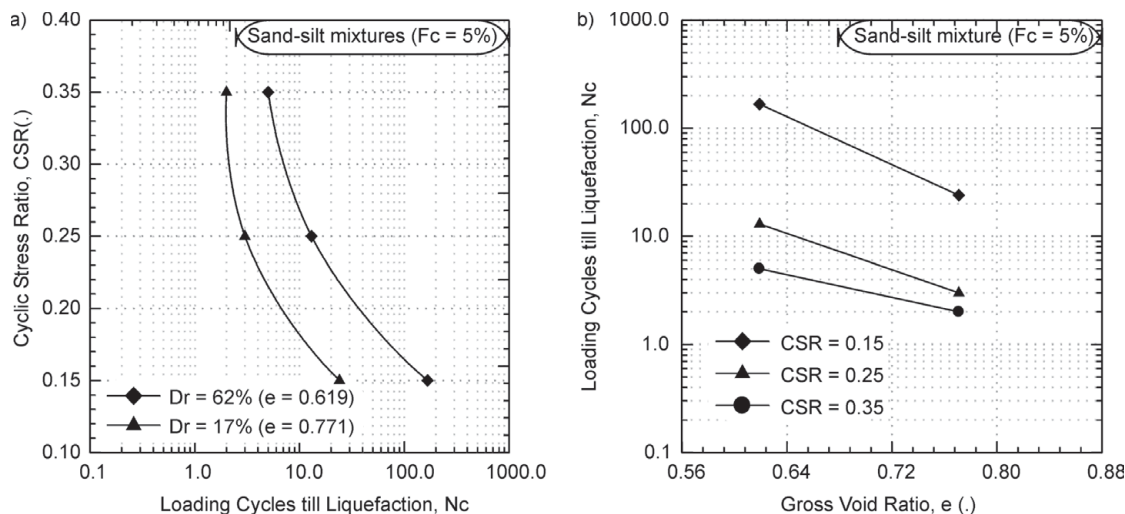 a)
0.40
0.35
0.30
0.25
0.20
0.15
0.10
Cyclic Stress Ratio, CSR(.)
Sand-silt mixtures (Fc = 5%)
Dr = 62% (e = 0.619)
Dr = 17% (e = 0.771)
0.1 1.0 10.0 100.0 1000.0
Loading Cycles till Liquefaction, Nc
b)
1000.0
100.0
10.0
1.0
0.1
Loading Cycles till Liquefaction, Nc
Sand-silt mixture (Fc = 5%)
CSR = 0.15
CSR = 0.25
CSR = 0.35
0.56 0.64 0.72 0.80 0.88
Gross Void Ratio, e (.)